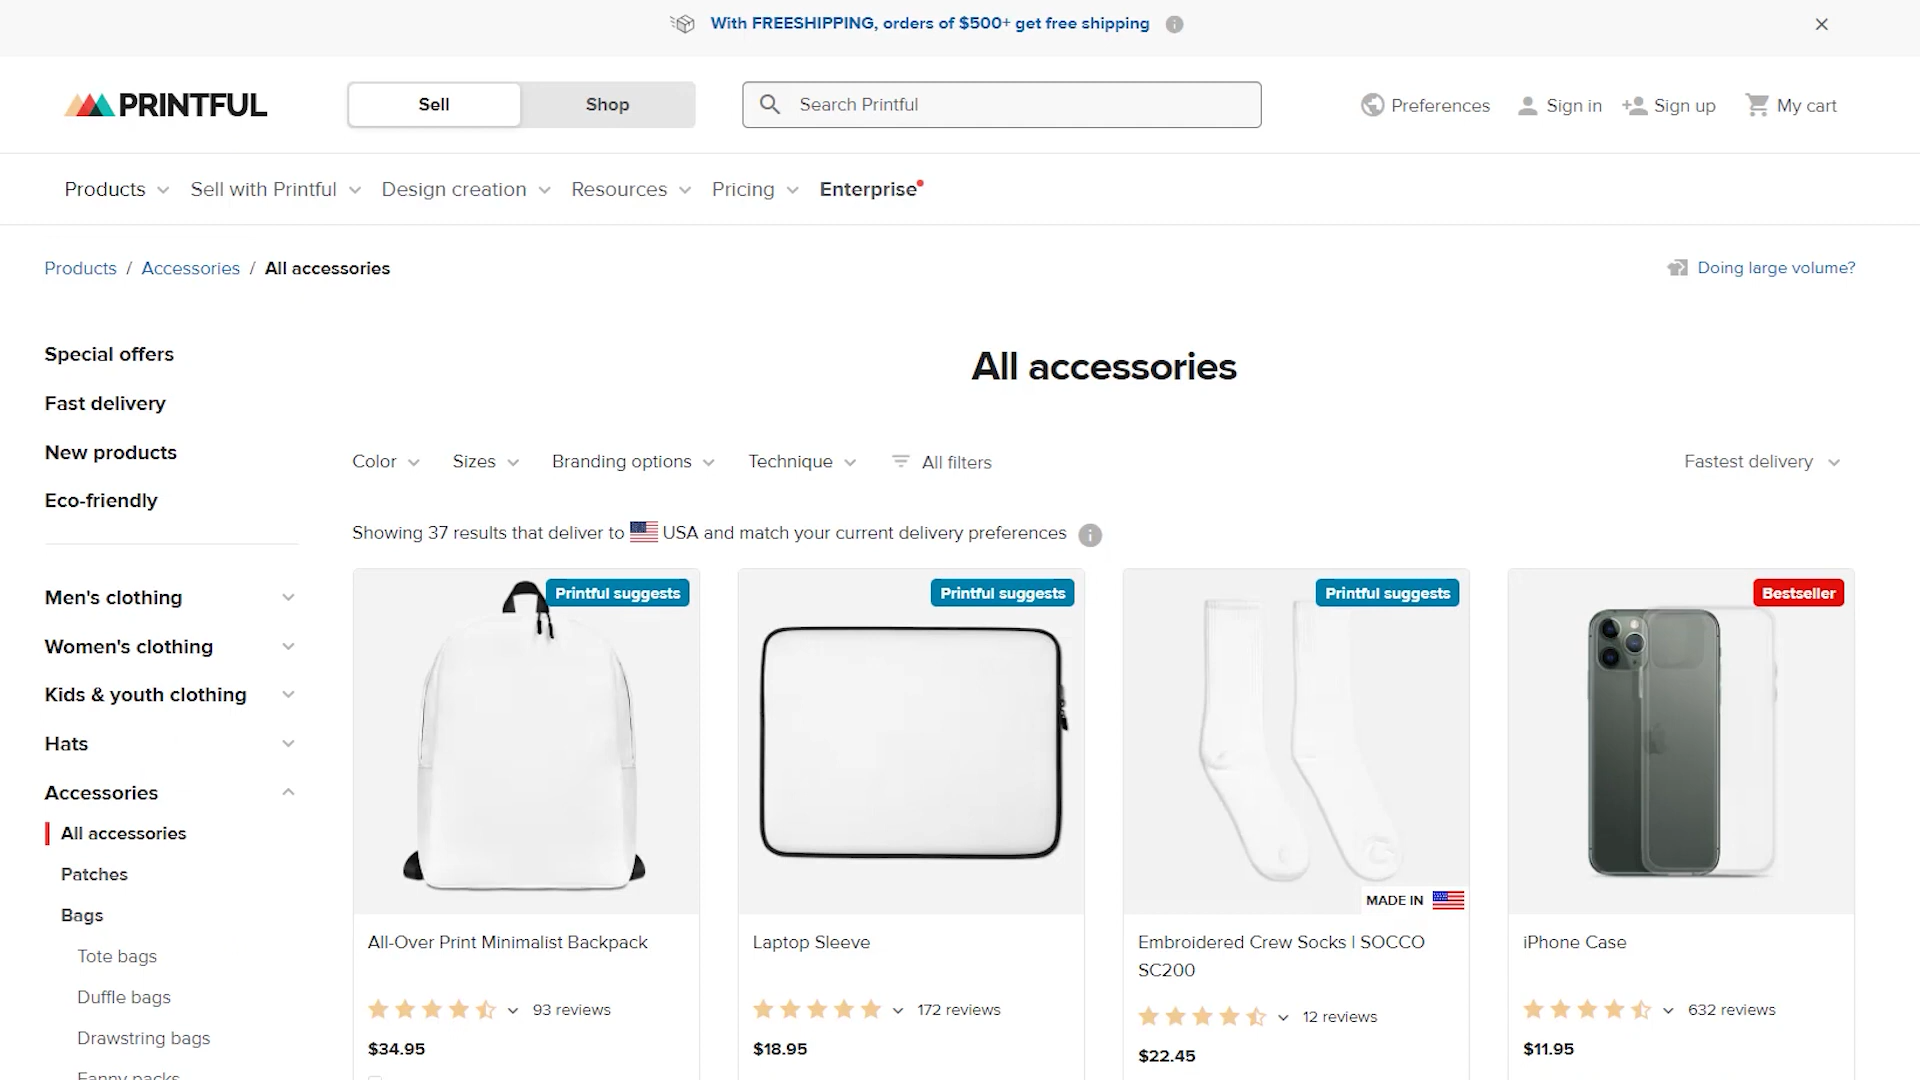 With FREESHIPPING, orders of $500+ get free shipping
PRINTFUL
Sell
Shop
Search Printful
Preferences
Sign in
Sign up
My cart
Products
Sell with Printful
Design creation
Resources
Pricing
Enterprise
Products / Accessories / All accessories
Doing large volume?
Special offers
Fast delivery
New products
Eco-friendly
Men's clothing
Women's clothing
Kids & youth clothing
Hats
Accessories
All accessories
Patches
Bags
Tote bags
Duffle bags
Drawstring bags
Fanny packs
All accessories
Color
Sizes
Branding options
Technique
All filters
Fastest delivery
Showing 37 results that deliver to USA and match your current delivery preferences
Printful suggests
All-Over Print Minimalist Backpack
93 reviews
$34.95
Printful suggests
Laptop Sleeve
172 reviews
$18.95
Printful suggests
MADE IN
Embroidered Crew Socks | SOCCO
SC200
12 reviews
$22.45
Bestseller
iPhone Case
632 reviews
$11.95